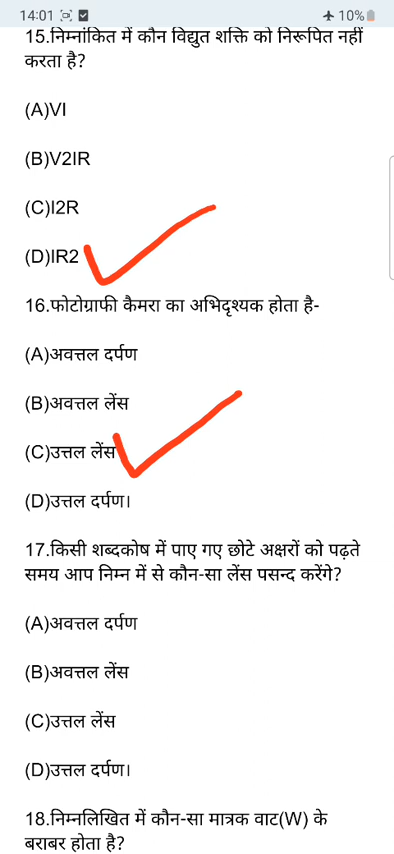 14:01
10%
15.निम्नांकित में कौन विद्युत शक्ति को निरूपित नहीं
करता है?
(A)VI
(B)V2IR
(C)I2R
(D)IR2
16.फोटोग्राफी कैमरा का अभिदृश्यक होता है-
(A)अवत्तल दर्पण
(B)अवत्तल लेंस
(C)उत्तल लेंस
(D)उत्तल दर्पण।
17.किसी शब्दकोष में पाए गए छोटे अक्षरों को पढ़ते
समय आप निम्न में से कौन-सा लेंस पसन्द करेंगे?
(A)अवत्तल दर्पण
(B)अवत्तल लेंस
(C)उत्तल लेंस
(D)उत्तल दर्पण।
18.निम्नलिखित में कौन-सा मात्रक वाट(W) के
बराबर होता है?